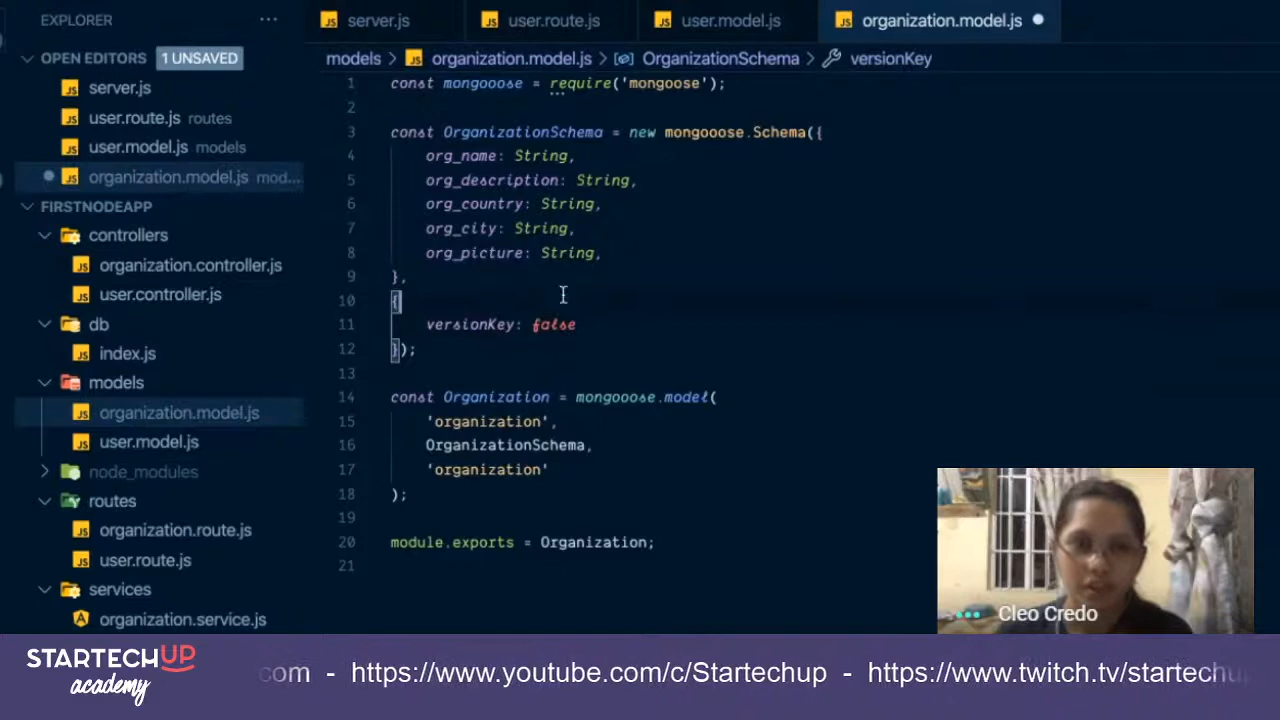 EXPLORER
server.js
user.route.js
user.model.js
organization.model.js
OPEN EDITORS 1 UNSAVED
models > organization.model.js > OrganizationSchema > versionKey
server.js
user.route.js routes
user.model.js models
organization.model.js mod...
FIRSTNODEAPP
controllers
organization.controller.js
user.controller.js
db
index.js
models
organization.model.js
user.model.js
node_modules
routes
organization.route.js
user.route.js
services
organization.service.js
1 const mongooose = require('mongoose');
2
3 const OrganizationSchema = new mongooose.Schema({
4 org_name: String,
5 org_description: String,
6 org_country: String,
7 org_city: String,
8 org_picture: String,
9 },
10 {
11 versionKey: false
12 });
13
14 const Organization = mongooose.model(
15 'organization',
16 OrganizationSchema,
17 'organization'
18 );
19
20 module.exports = Organization;
21
Cleo Credo
STARTECHUP
academy
com - https://www.youtube.com/c/Startechup - https://www.twitch.tv/startechup